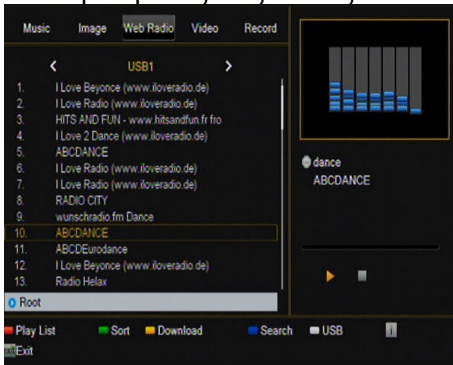 Music Image Web Radio Video Record
USB1
1. I Love Beyonce (www.iloveradio.de)
2. I Love Radio (www.iloveradio.de)
3. HITS AND FUN - www.hitsandfun.fr fro
4. I Love 2 Dance (www.iloveradio.de)
5. ABCDANCE
6. I Love Radio (www.iloveradio.de)
7. I Love Radio (www.iloveradio.de)
8. RADIO CITY
9. wunschradio.fm Dance
10. ABCDANCE
11. ABCDEurodance
12. I Love Beyonce (www.iloveradio.de)
13. Radio Helax
dance
ABCDANCE
Root
Play List Sort Download Search USB i
Exit